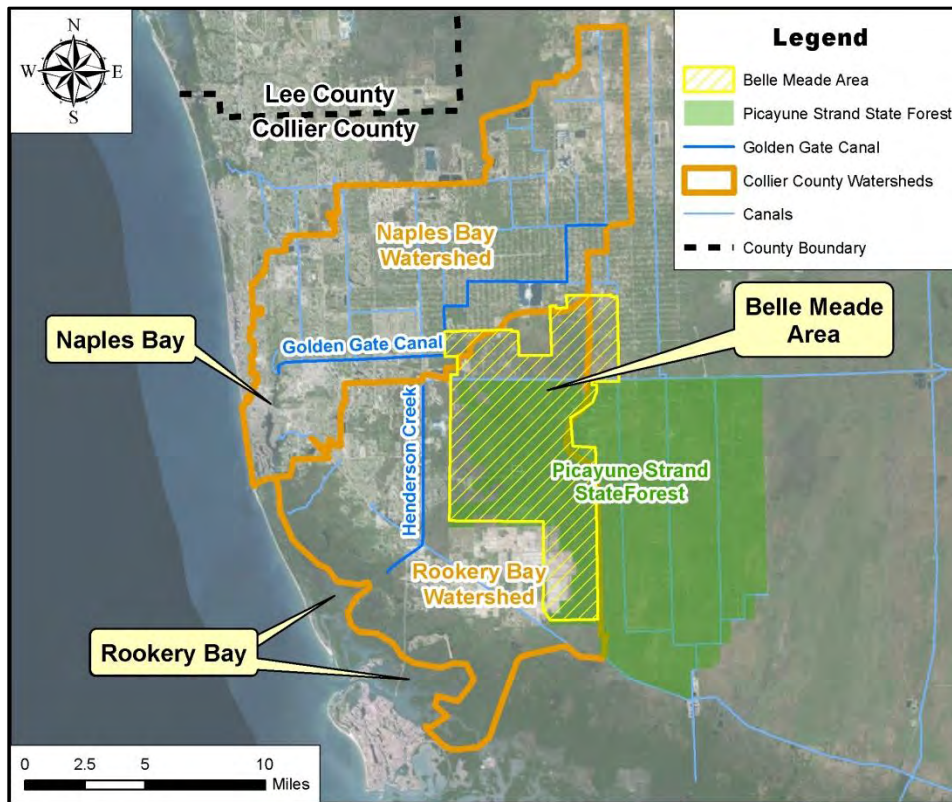 N
W
E
S
Lee County
Collier County
Legend
Belle Meade Area
Picayune Strand State Forest
Golden Gate Canal
Collier County Watersheds
Canals
County Boundary
Naples Bay
Watershed
Belle Meade
Area
Naples Bay
Golden Gate Canal
Henderson Creek
Picayune Strand
StateForest
Rookery Bay
Watershed
Rookery Bay
0 2.5 5 10
Miles